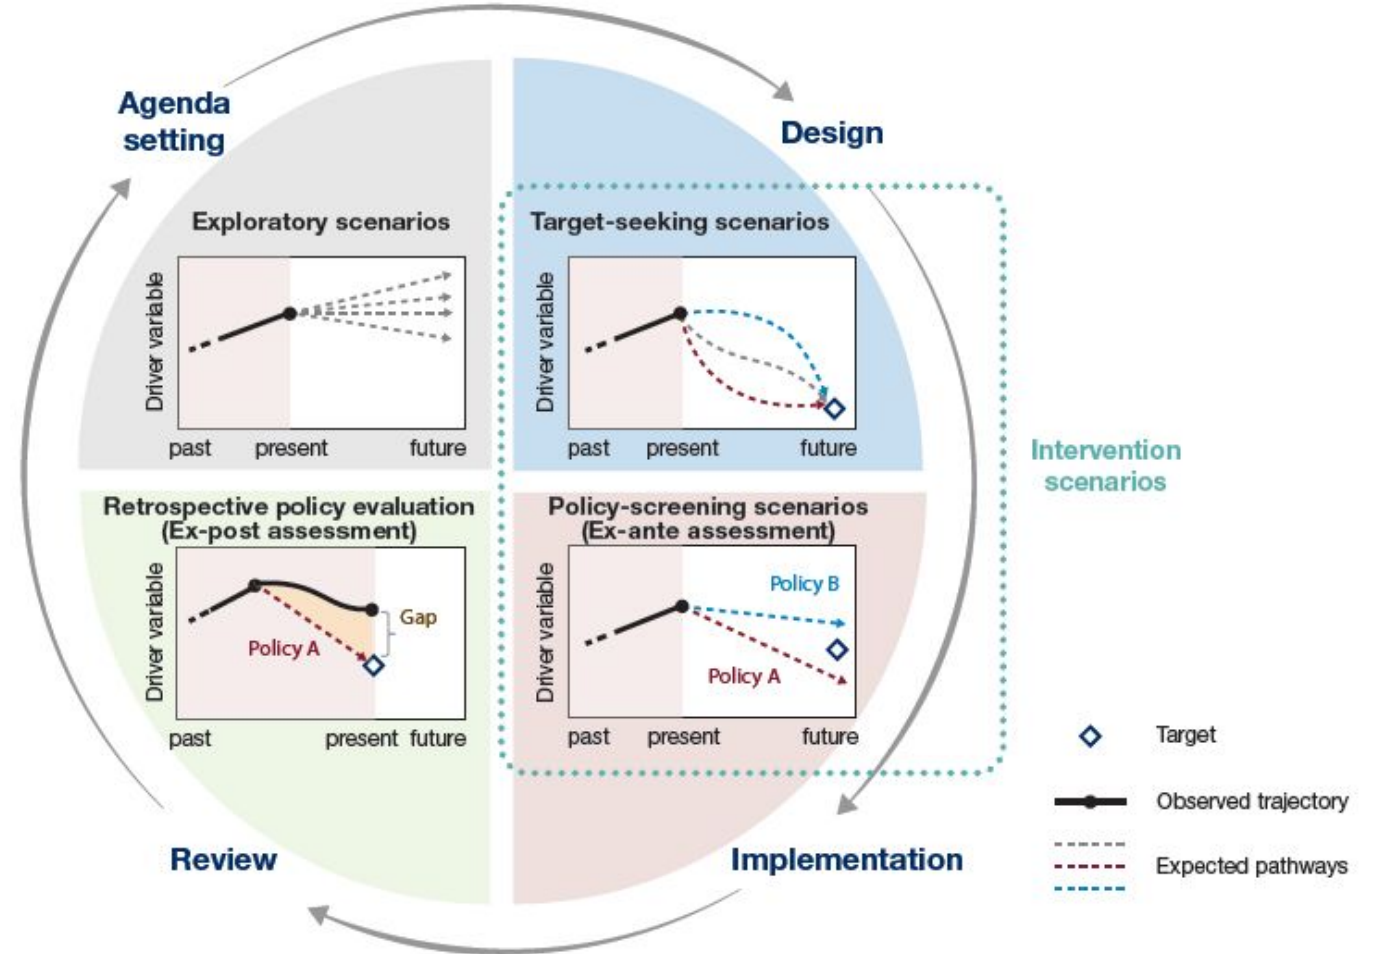 Agenda
setting
Design
Exploratory scenarios
Driver variable
past present future
Target-seeking scenarios
Driver variable
past present future
Intervention
scenarios
Retrospective policy evaluation
(Ex-post assessment)
Driver variable
Gap
Policy A
past present future
Policy-screening scenarios
(Ex-ante assessment)
Driver variable
Policy B
Policy A
past present future
Review
Implementation
Target
Observed trajectory
Expected pathways